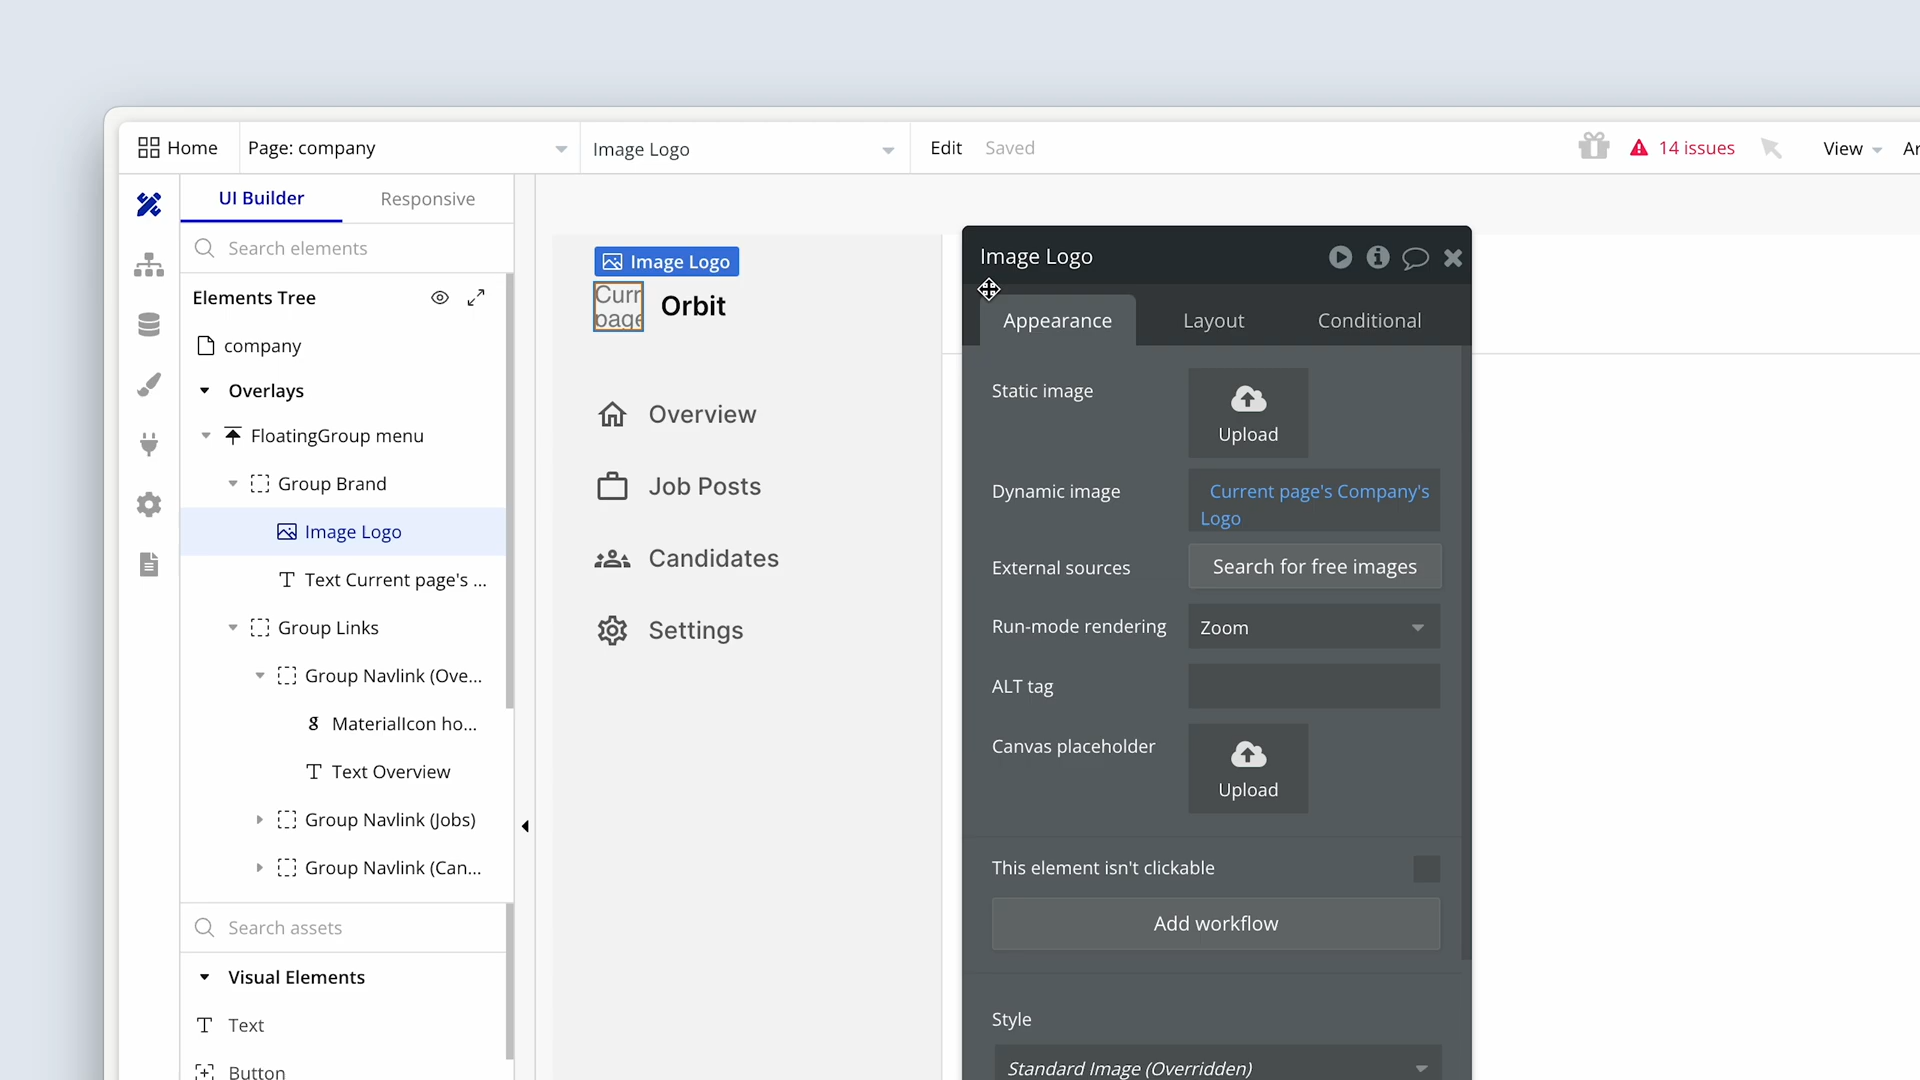 Home
Page: company
Image Logo
Edit
Saved
14 issues
View
Ar
UI Builder
Responsive
Search elements
Elements Tree
company
Overlays
FloatingGroup menu
Group Brand
Image Logo
Text Current page's ...
Group Links
Group Navlink (Ove...
MaterialIcon ho...
Text Overview
Group Navlink (Jobs)
Group Navlink (Can...
Search assets
Visual Elements
Text
Button
Image Logo
Curr
page
Orbit
Overview
Job Posts
Candidates
Settings
Image Logo
Appearance
Layout
Conditional
Static image
Upload
Dynamic image
Current page's Company's
Logo
External sources
Search for free images
Run-mode rendering
Zoom
ALT tag
Canvas placeholder
Upload
This element isn't clickable
Add workflow
Style
Standard Image (Overridden)